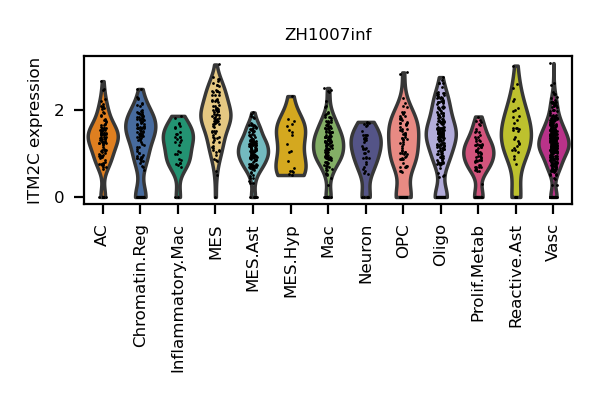 ZH1007inf
ITM2C expression
2
0
AC
Chromatin.Reg
Inflammatory.Mac
MES
MES.Ast
MES.Hyp
Mac
Neuron
OPC
Oligo
Prolif.Metab
Reactive.Ast
Vasc